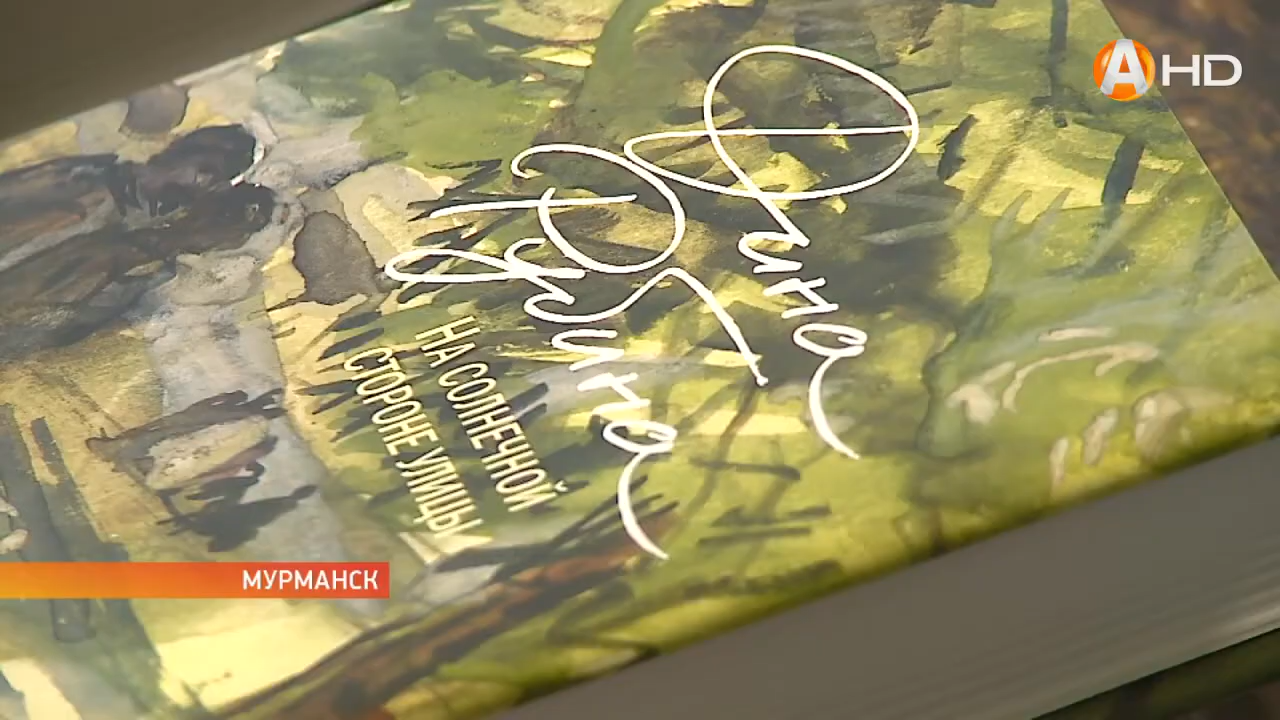 Дина
Рубина
НА СОЛНЕЧНОЙ
СТОРОНЕ УЛИЦЫ
А HD
МУРМАНСК